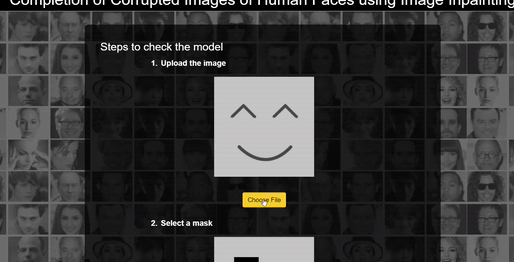 Completion of Corrupted Images of Human Faces using Image Inpainting
Steps to check the model
1. Upload the image
Choose File
2. Select a mask